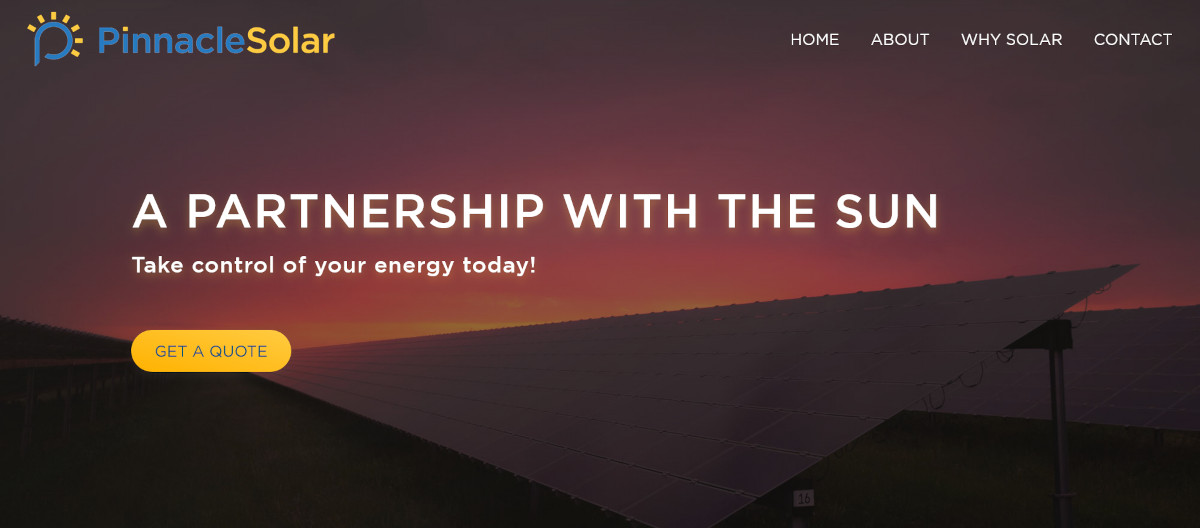 PinnacleSolar
HOME ABOUT WHY SOLAR CONTACT
A PARTNERSHIP WITH THE SUN
Take control of your energy today!
GET A QUOTE
16